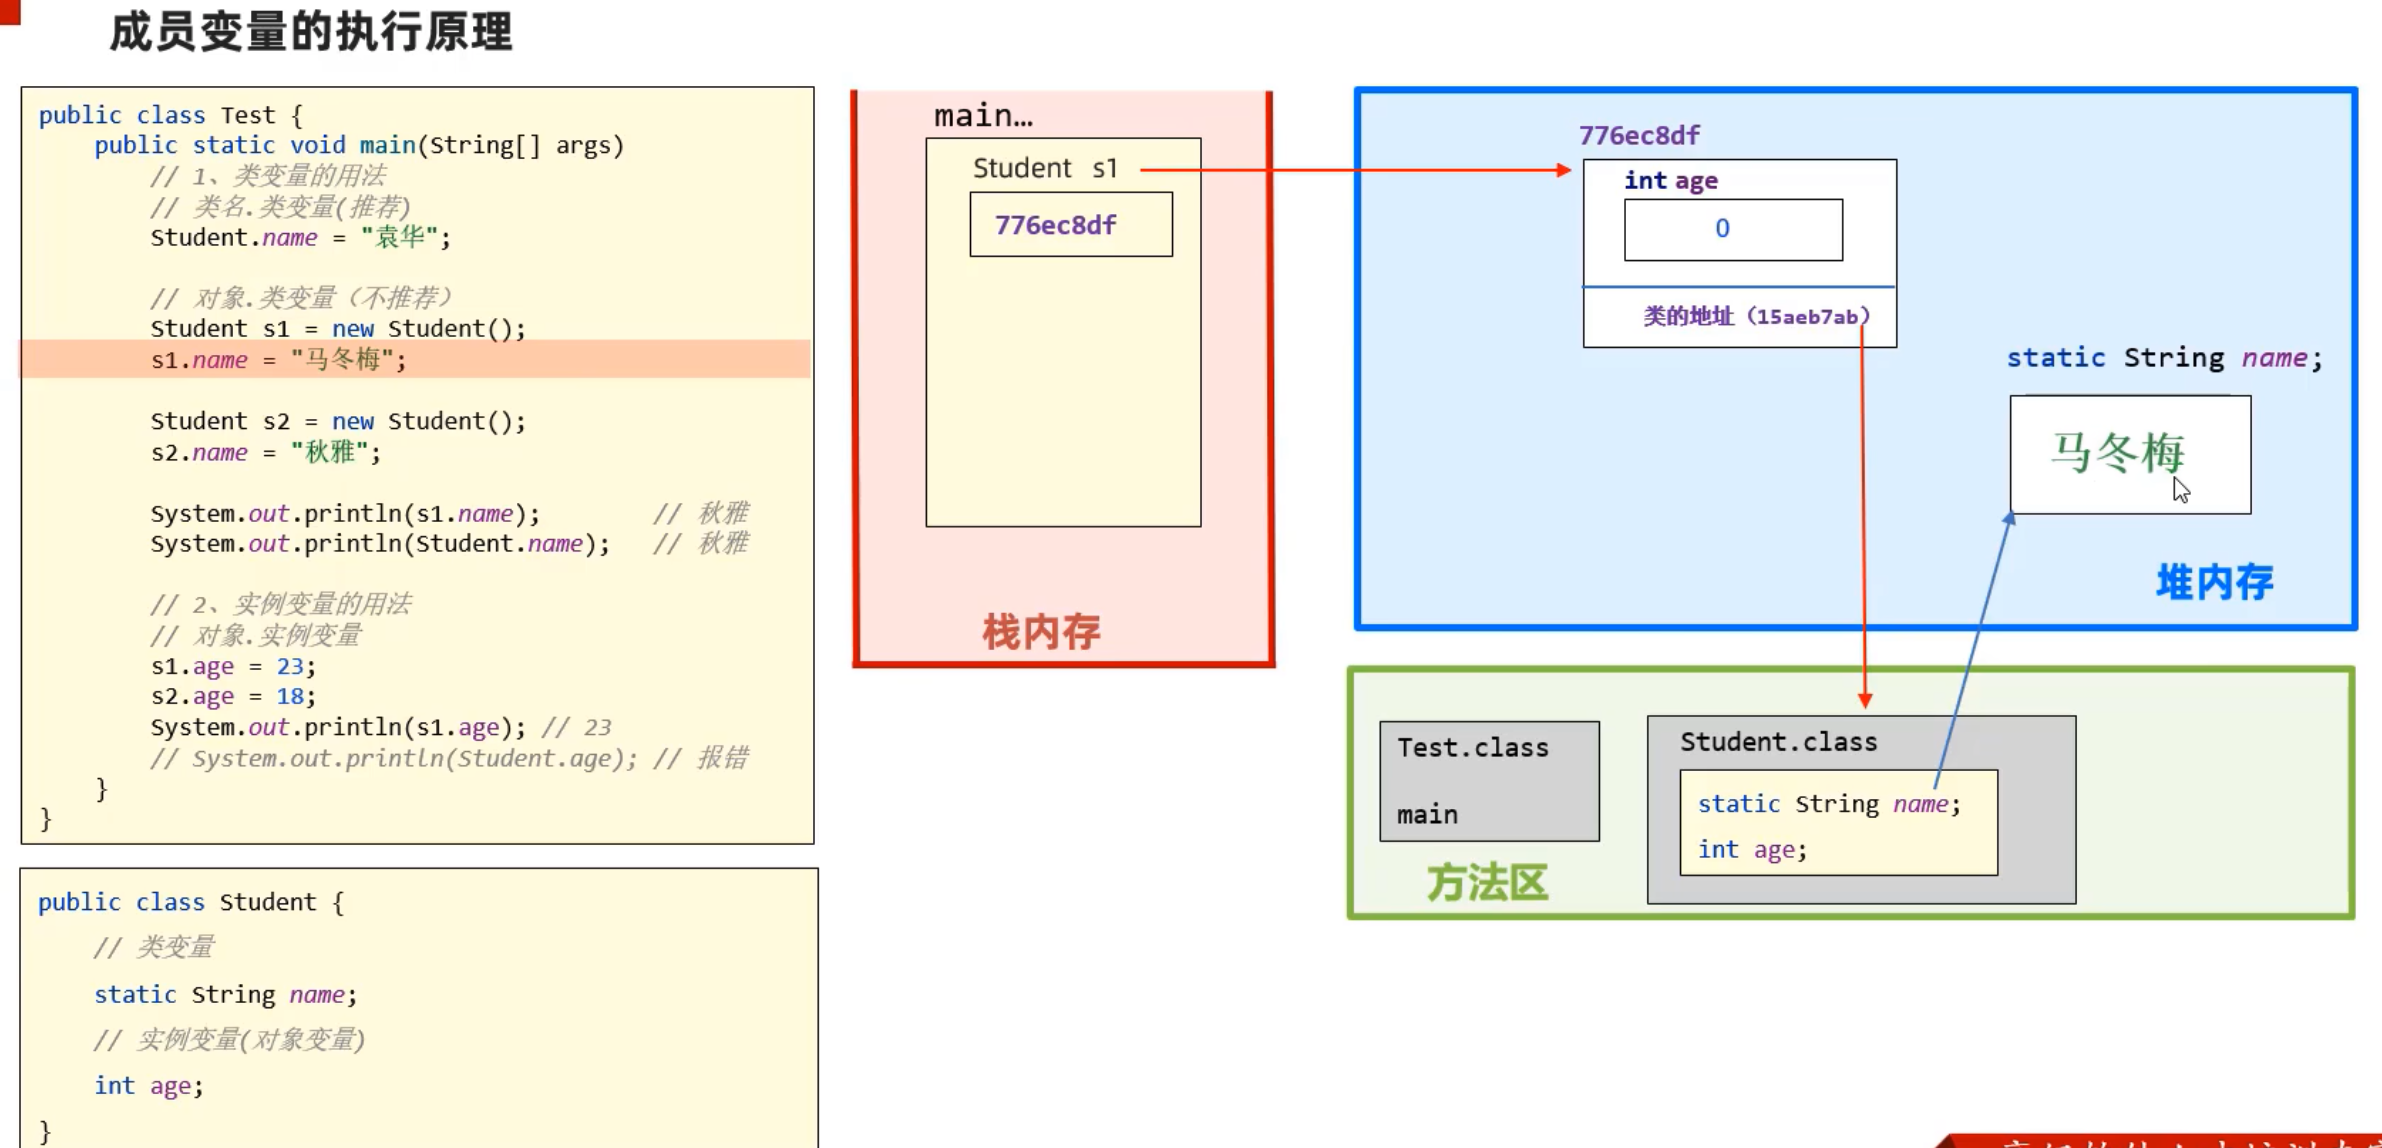 成员变量的执行原理
public class Test {
public static void main(String[] args)
// 1、类变量的用法
// 类名.类变量(推荐)
Student.name = "袁华";
// 对象.类变量（不推荐）
Student s1 = new Student();
s1.name = "马冬梅";
Student s2 = new Student();
s2.name = "秋雅";
System.out.println(s1.name); // 秋雅
System.out.println(Student.name); // 秋雅
// 2、实例变量的用法
// 对象.实例变量
s1.age = 23;
s2.age = 18;
System.out.println(s1.age); // 23
// System.out.println(Student.age); // 报错
}
}
public class Student {
// 类变量
static String name;
// 实例变量(对象变量)
int age;
}
main…
Student s1
776ec8df
栈内存
776ec8df
int age
0
类的地址（15aeb7ab）
static String name;
马冬梅
堆内存
Test.class
main
方法区
Student.class
static String name;
int age;